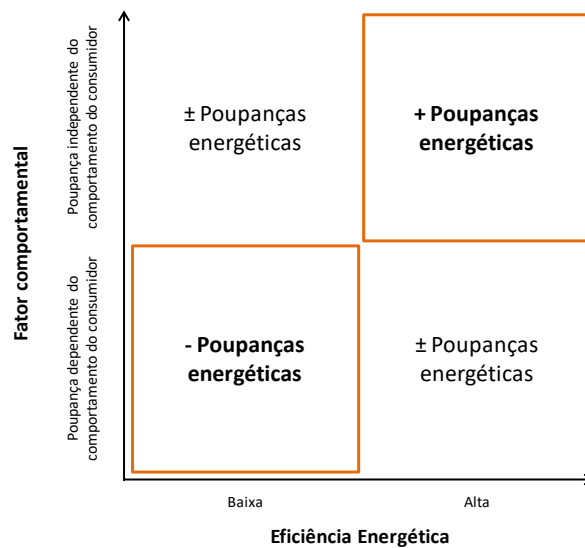 Fator comportamental
Poupança independente do
comportamento do consumidor
Poupança dependente do
comportamento do consumidor
± Poupanças
energéticas
+ Poupanças
energéticas
- Poupanças
energéticas
± Poupanças
energéticas
Baixa
Alta
Eficiência Energética